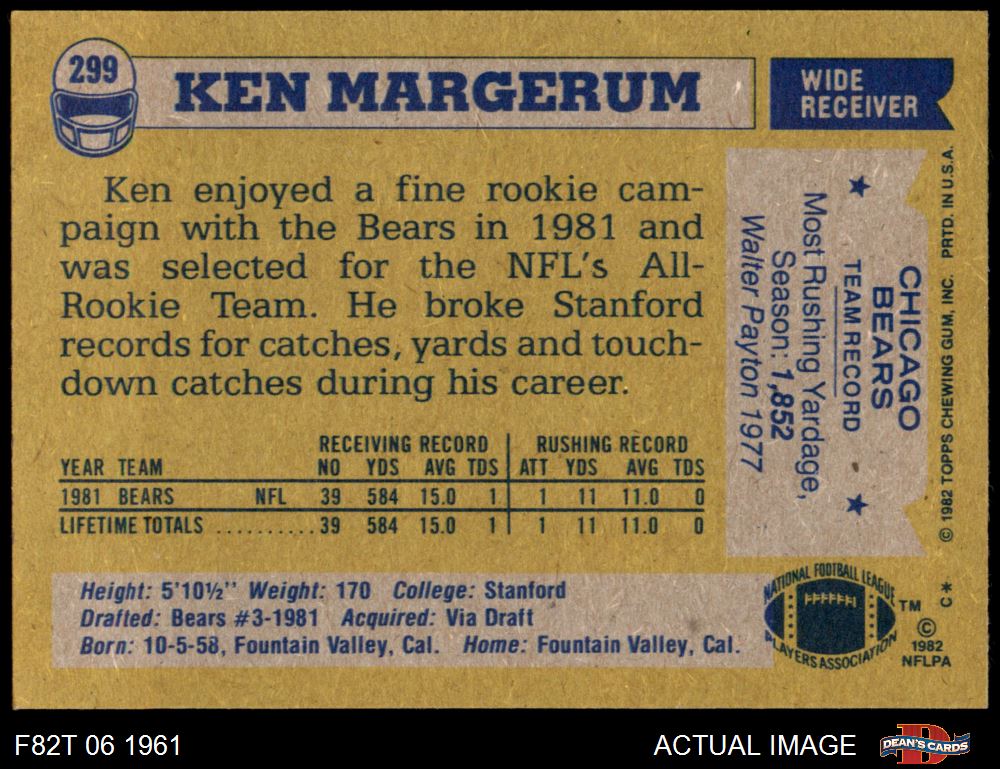 299
KEN MARGERUM
WIDE
RECEIVER
Ken enjoyed a fine rookie cam-
paign with the Bears in 1981 and
was selected for the NFL's All-
Rookie Team. He broke Stanford
records for catches, yards and touch-
down catches during his career.
RECEIVING RECORD RUSHING RECORD
YEAR TEAM NO YDS AVG TDS ATT YDS AVG TDS
1981 BEARS NFL 39 584 15.0 1 1 11 11.0 0
LIFETIME TOTALS .......... 39 584 15.0 1 1 11 11.0 0
Height: 5'10½" Weight: 170 College: Stanford
Drafted: Bears #3-1981 Acquired: Via Draft
Born: 10-5-58, Fountain Valley, Cal. Home: Fountain Valley, Cal.
CHICAGO
BEARS
TEAM RECORD
Most Rushing Yardage,
Season: 1,852
Walter Payton 1977
© 1982 TOPPS CHEWING GUM, INC. PRTD. IN U.S.A.
C*
NATIONAL FOOTBALL LEAGUE
PLAYERS ASSOCIATION
TM
©
1982
NFLPA
F82T 06 1961
ACTUAL IMAGE
D
DEAN'S CARDS